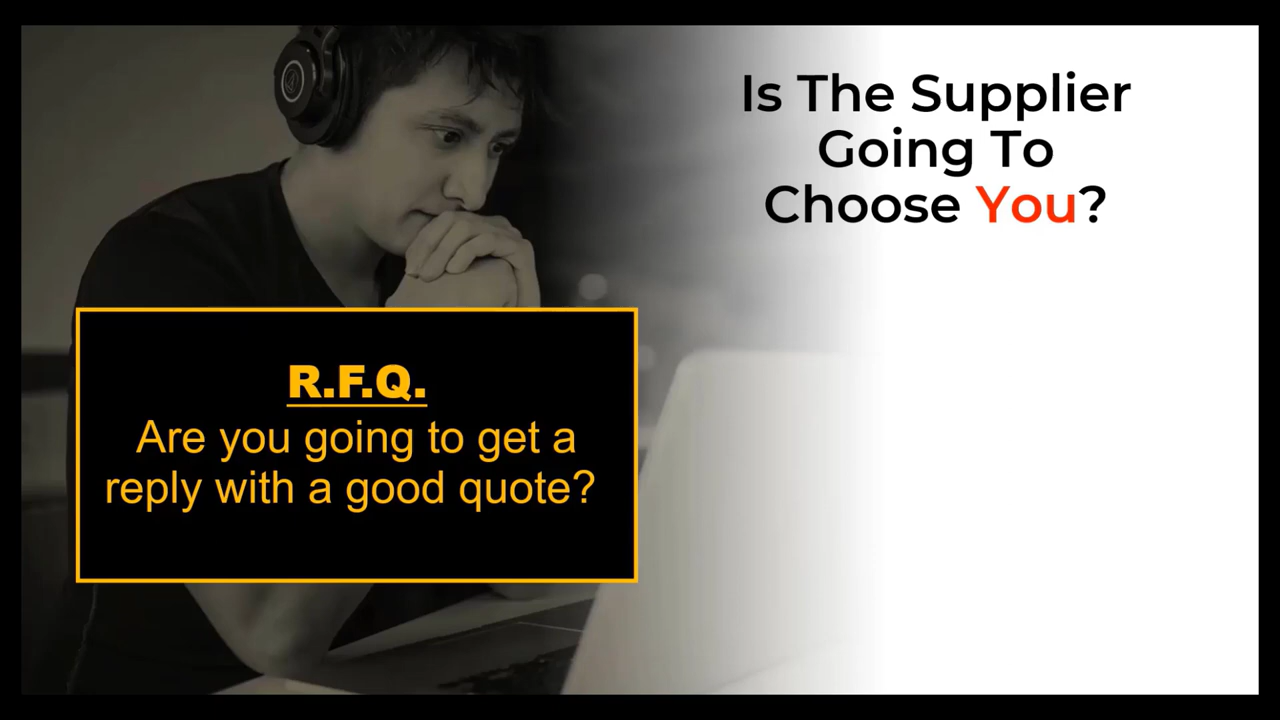 Is The Supplier
Going To
Choose You?
R.F.Q.
Are you going to get a
reply with a good quote?